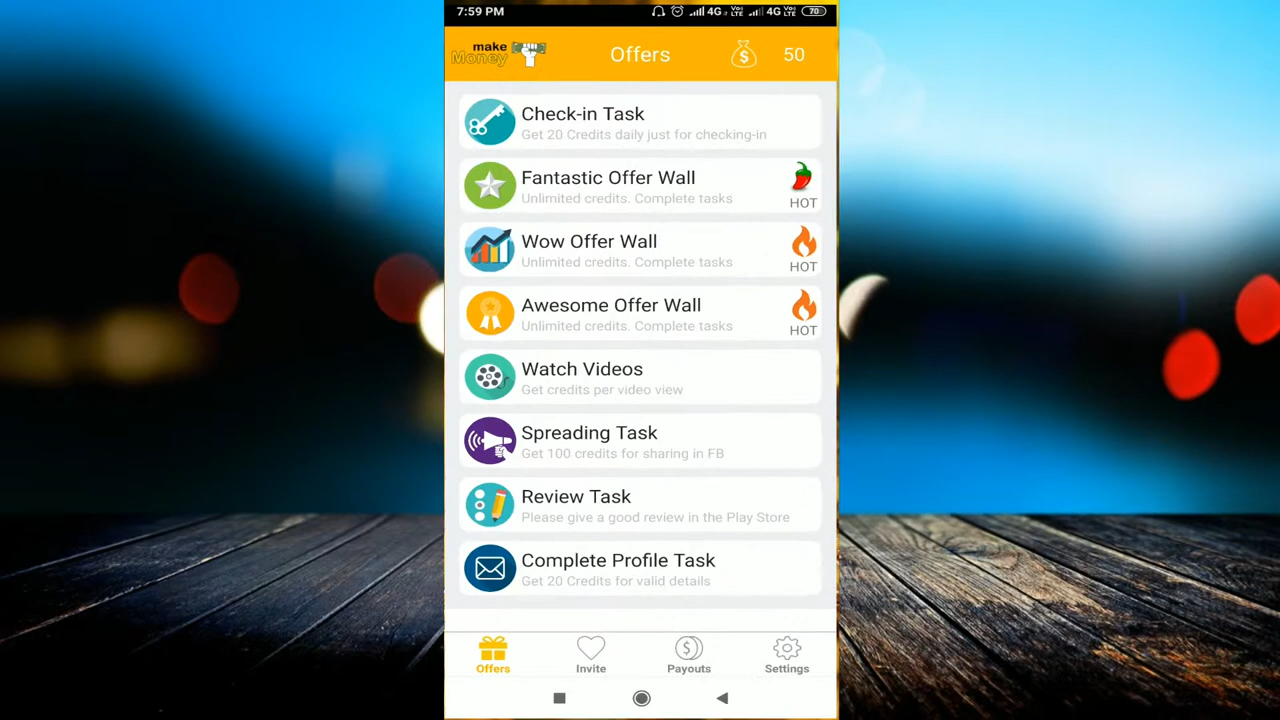 7:59 PM 4G Vo LTE 4G Vo LTE 70
make
Money
Offers
$ 50
Check-in Task
Get 20 Credits daily just for checking-in
Fantastic Offer Wall
Unlimited credits. Complete tasks
HOT
Wow Offer Wall
Unlimited credits. Complete tasks
HOT
Awesome Offer Wall
Unlimited credits. Complete tasks
HOT
Watch Videos
Get credits per video view
Spreading Task
Get 100 credits for sharing in FB
Review Task
Please give a good review in the Play Store
Complete Profile Task
Get 20 Credits for valid details
$
Offers
Invite
Payouts
Settings